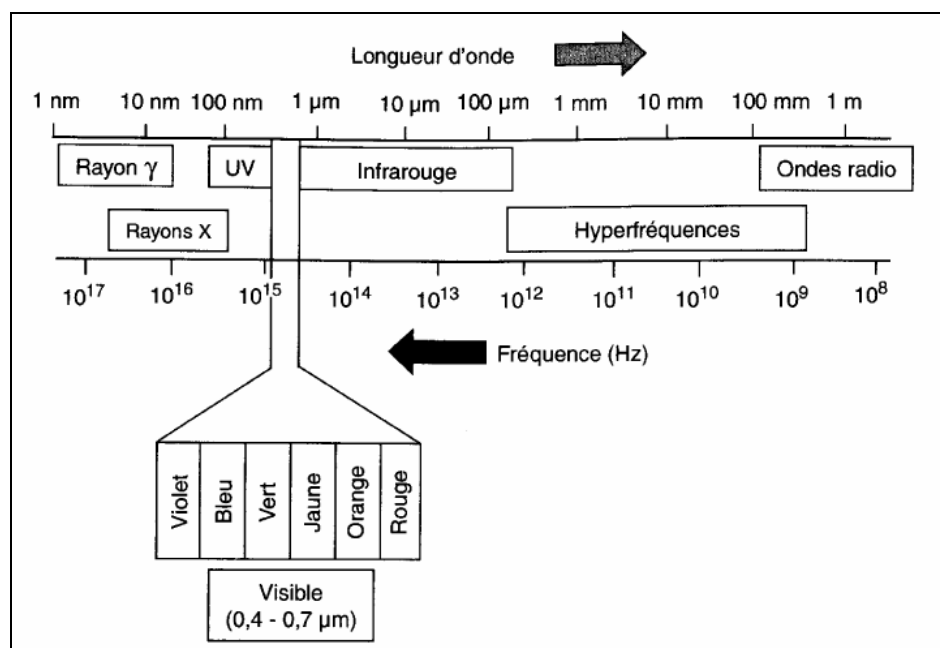 Longueur d'onde
1 nm 10 nm 100 nm 1 µm 10 µm 100 µm 1 mm 10 mm 100 mm 1 m
Rayon γ UV Infrarouge Ondes radio
Rayons X Hyperfréquences
10¹⁷ 10¹⁶ 10¹⁵ 10¹⁴ 10¹³ 10¹² 10¹¹ 10¹⁰ 10⁹ 10⁸
Fréquence (Hz)
Violet Bleu Vert Jaune Orange Rouge
Visible
(0,4 - 0,7 µm)